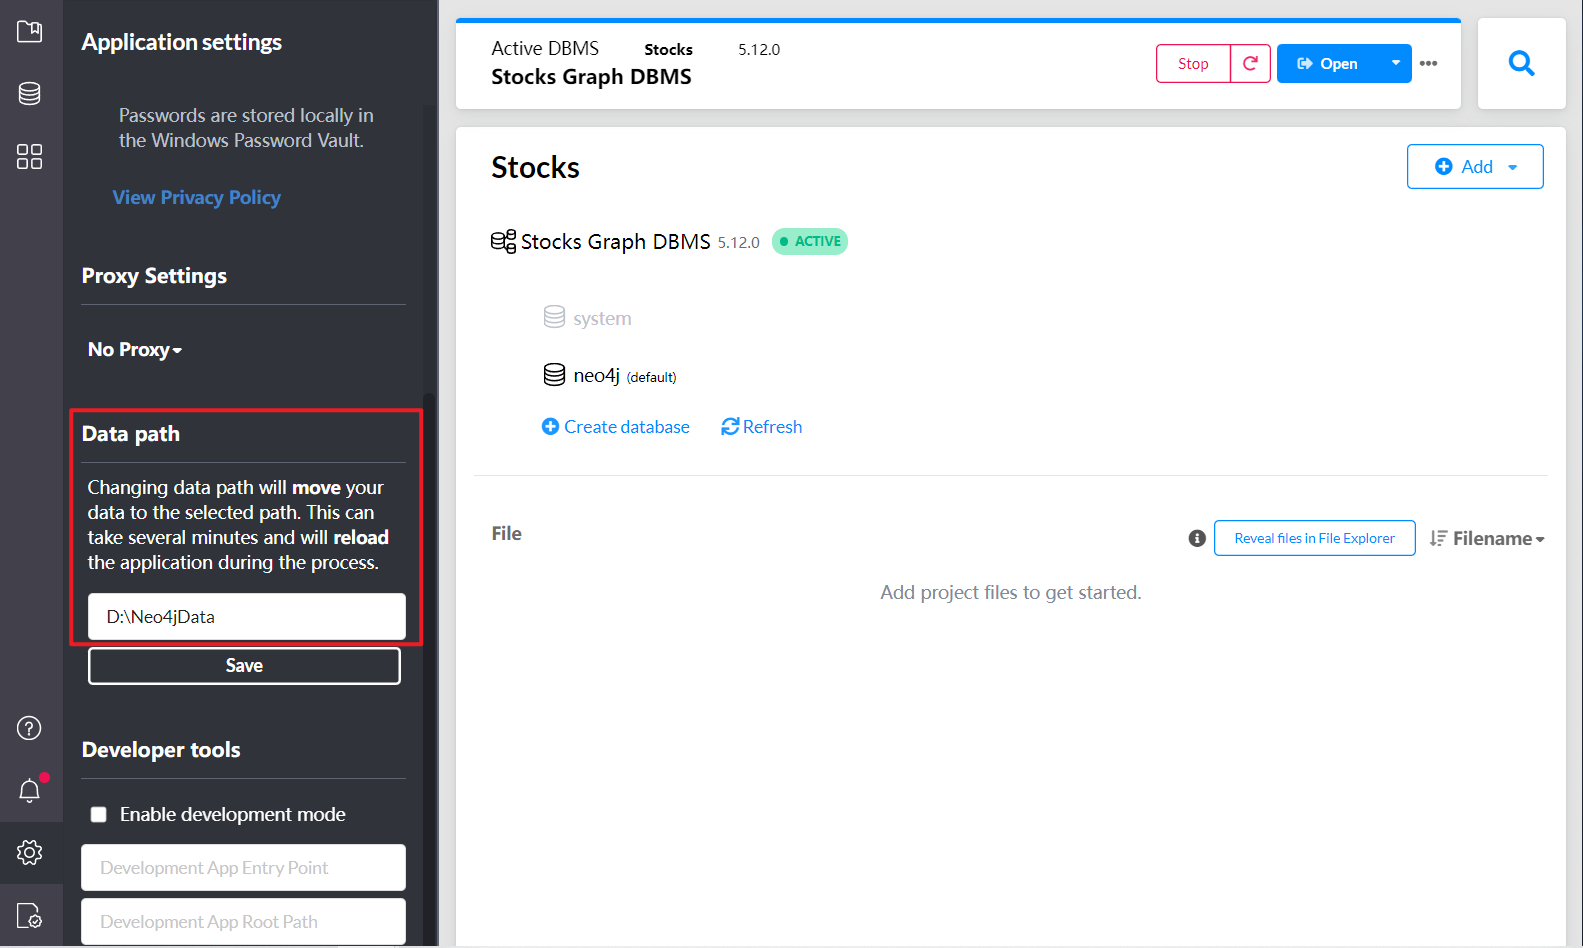 Application settings
Passwords are stored locally in
the Windows Password Vault.
View Privacy Policy
Proxy Settings
No Proxy
Data path
Changing data path will move your
data to the selected path. This can
take several minutes and will reload
the application during the process.
D:\Neo4jData
Save
Developer tools
Enable development mode
Development App Entry Point
Development App Root Path
Active DBMS Stocks 5.12.0
Stocks Graph DBMS
Stop
Open
Stocks
Add
Stocks Graph DBMS 5.12.0 ACTIVE
system
neo4j (default)
Create database Refresh
File
Reveal files in File Explorer
Filename
Add project files to get started.